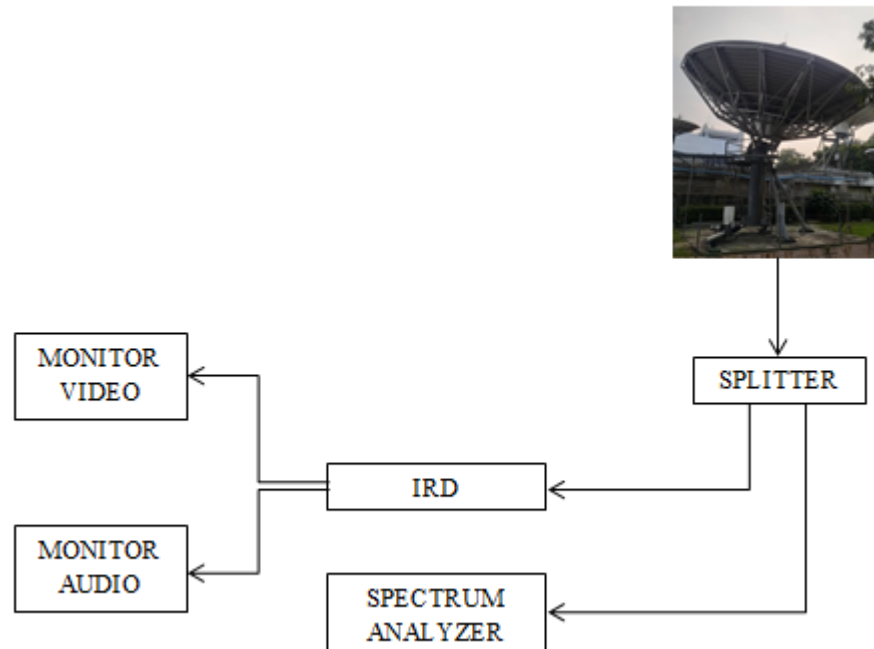 MONITOR
VIDEO
SPLITTER
IRD
MONITOR
AUDIO
SPECTRUM
ANALYZER